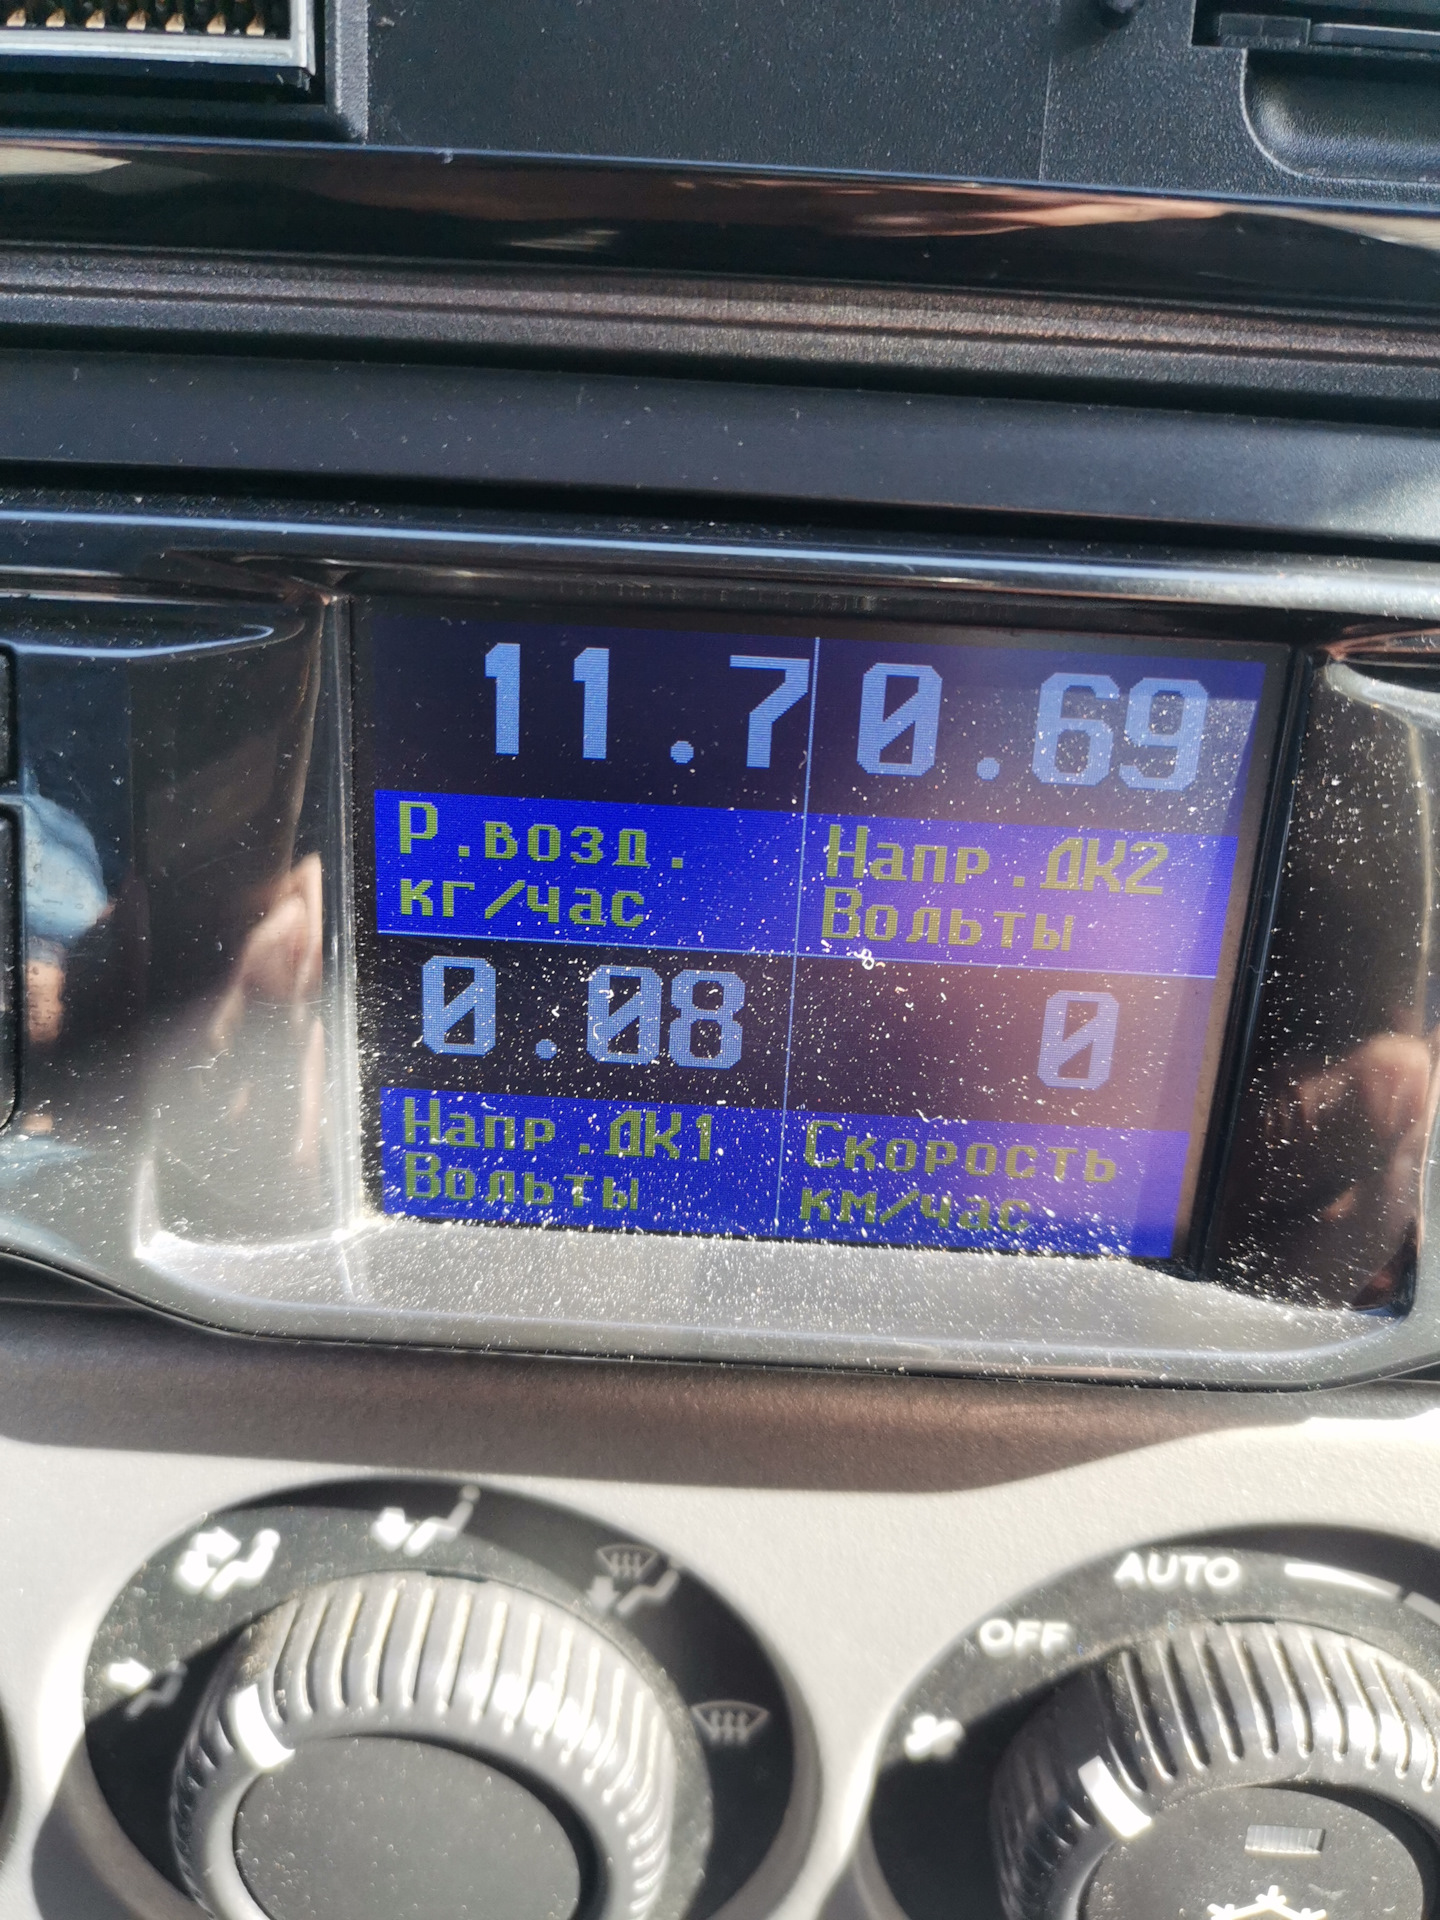 11.7
Р.возд.
кг/час
0.69
Напр.ДК2
Вольты
0.08
Напр.ДК1
Вольты
0
Скорость
км/час
AUTO
OFF